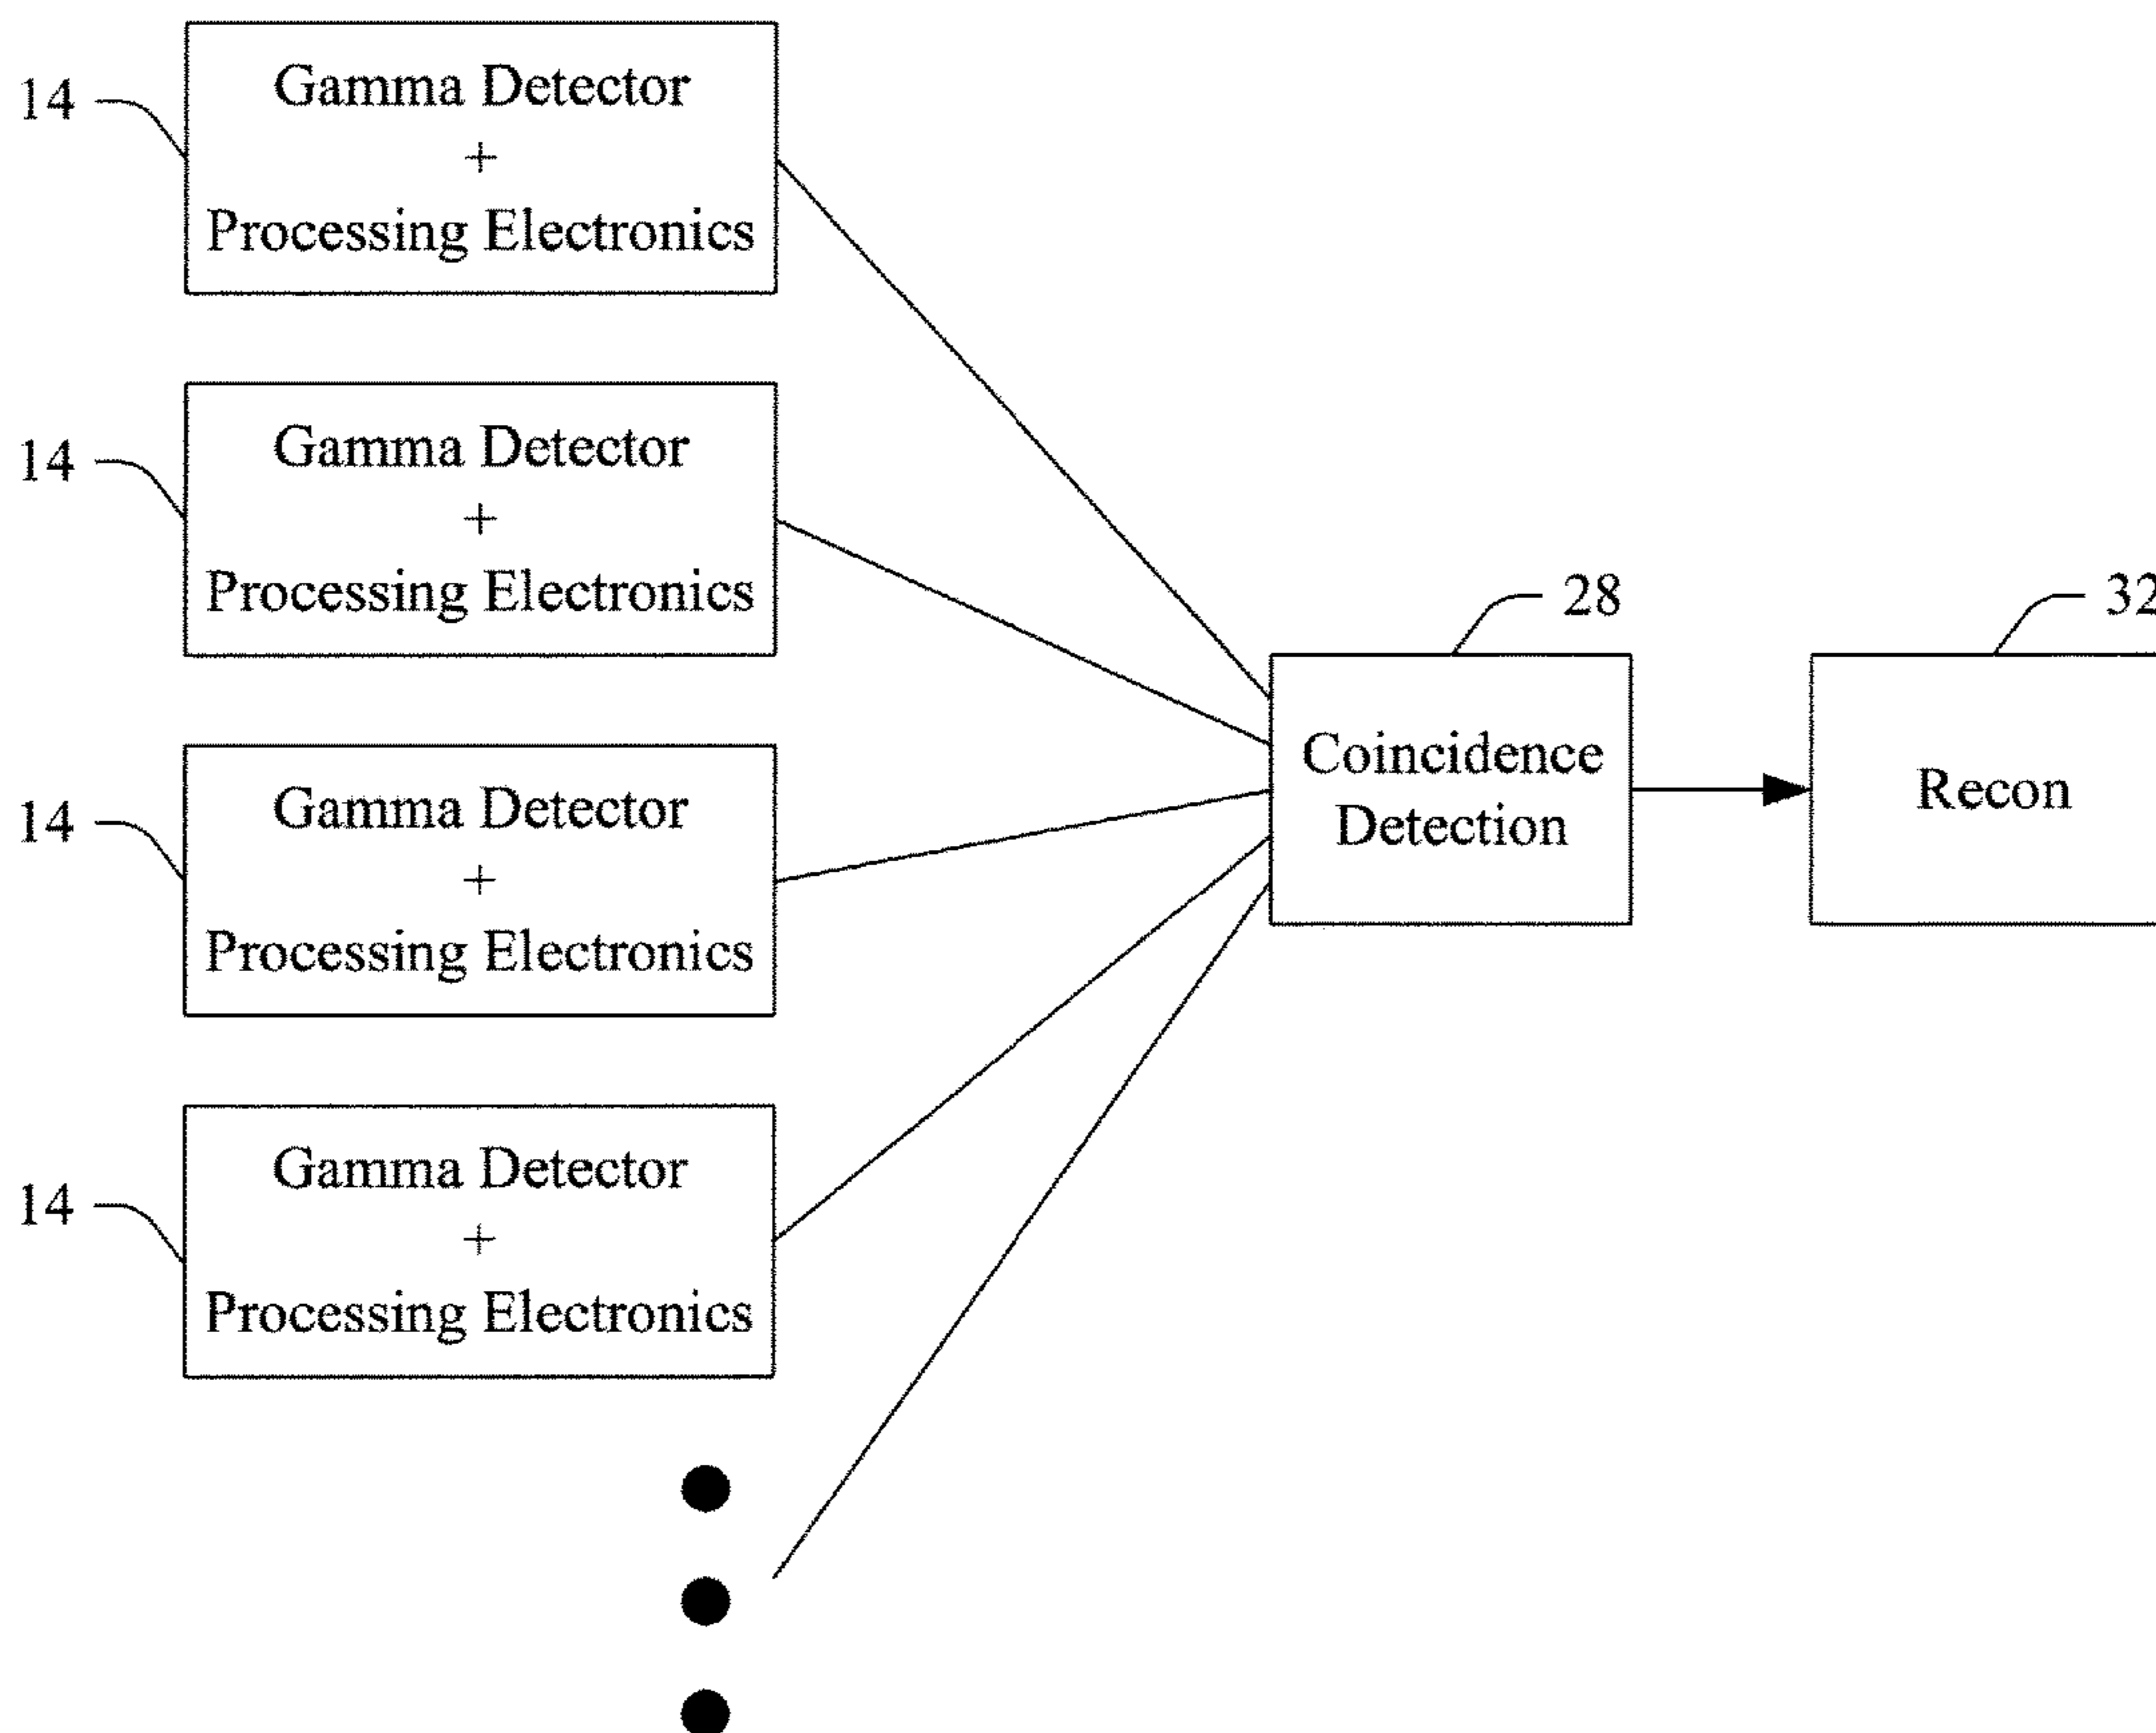 14
Gamma Detector
+
Processing Electronics
14
Gamma Detector
+
Processing Electronics
14
Gamma Detector
+
Processing Electronics
14
Gamma Detector
+
Processing Electronics
28
Coincidence
Detection
32
Recon